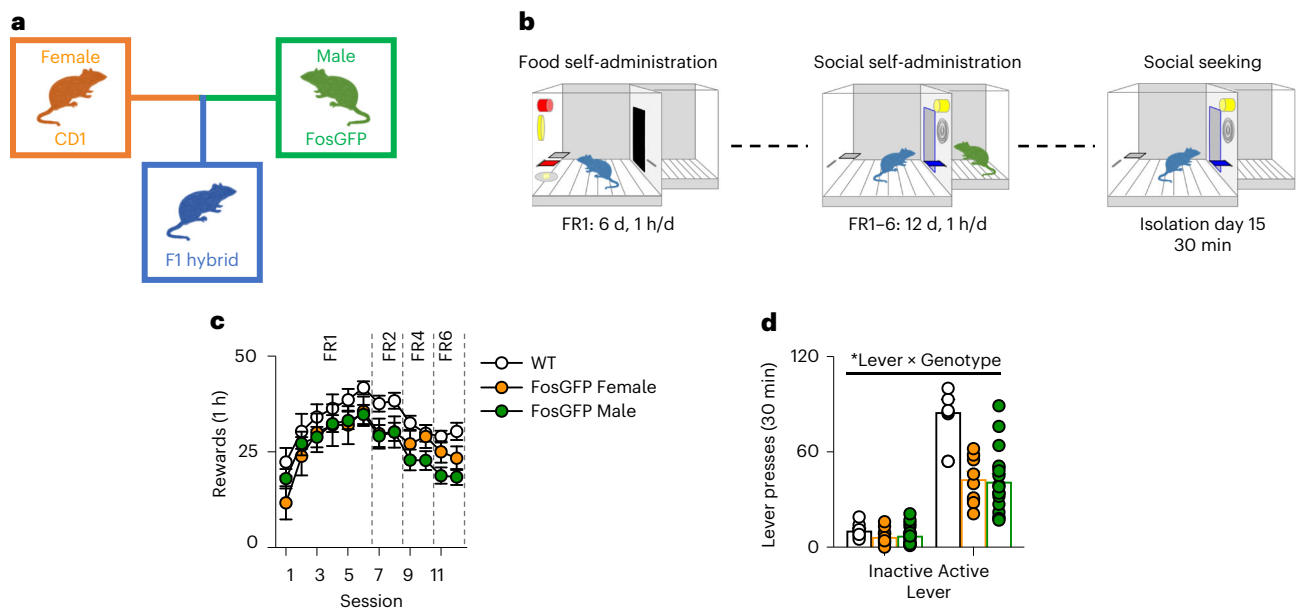 a
Female
CD1
Male
FosGFP
F1 hybrid
b
Food self-administration
FR1: 6 d, 1 h/d
Social self-administration
FR1–6: 12 d, 1 h/d
Social seeking
Isolation day 15
30 min
c
FR1
FR2
FR4
FR6
50
25
0
Rewards (1 h)
1 3 5 7 9 11
Session
WT
FosGFP Female
FosGFP Male
d
*Lever × Genotype
120
60
0
Lever presses (30 min)
Inactive Active
Lever